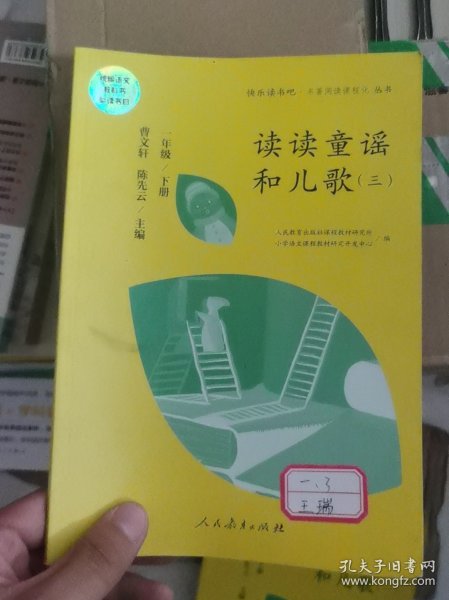 统编语文
教科书
必读书目
快乐读书吧·名著阅读课程化丛书
读读童谣
和儿歌(三)
一年级/下册
曹文轩 陈先云/主编
人民教育出版社课程教材研究所
小学语文课程教材研究开发中心/编
一.3
王瑞
人民教育出版社
和儿歌
孔夫子旧书网
www.kongfz.com